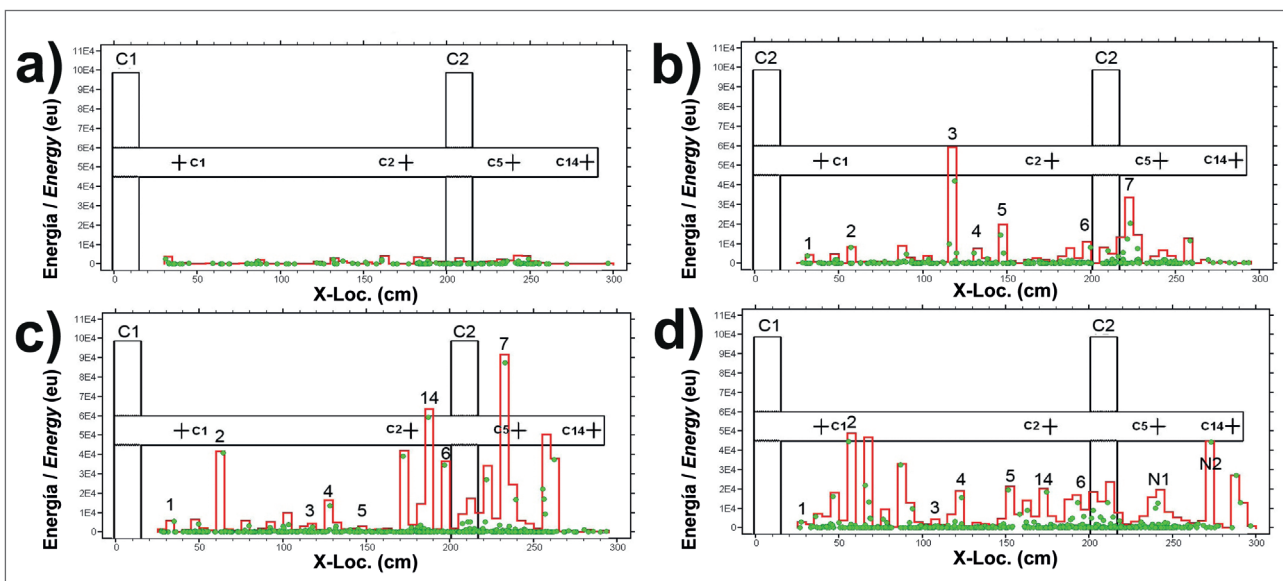 a)
C1 C2
11E4
10E4
9E4
8E4
7E4
6E4
5E4
4E4
3E4
2E4
1E4
0
Energía / Energy (eu)
C1 C2 C5 C14
0 50 100 150 200 250 300
X-Loc. (cm)
b)
C2 C2
11E4
10E4
9E4
8E4
7E4
6E4
5E4
4E4
3E4
2E4
1E4
0
Energía / Energy (eu)
C1 C2 C5 C14
1 2 3 4 5 6 7
0 50 100 150 200 250 300
X-Loc. (cm)
c)
C1 C2
11E4
10E4
9E4
8E4
7E4
6E4
5E4
4E4
3E4
2E4
1E4
0
Energía / Energy (eu)
C1 C2 C5 C14
1 2 3 4 5 14 6 7
0 50 100 150 200 250 300
X-Loc. (cm)
d)
C1 C2
11E4
10E4
9E4
8E4
7E4
6E4
5E4
4E4
3E4
2E4
1E4
0
Energía / Energy (eu)
C1 C2 C5 C14
1 2 3 4 5 14 6 N1 N2
0 50 100 150 200 250 300
X-Loc. (cm)